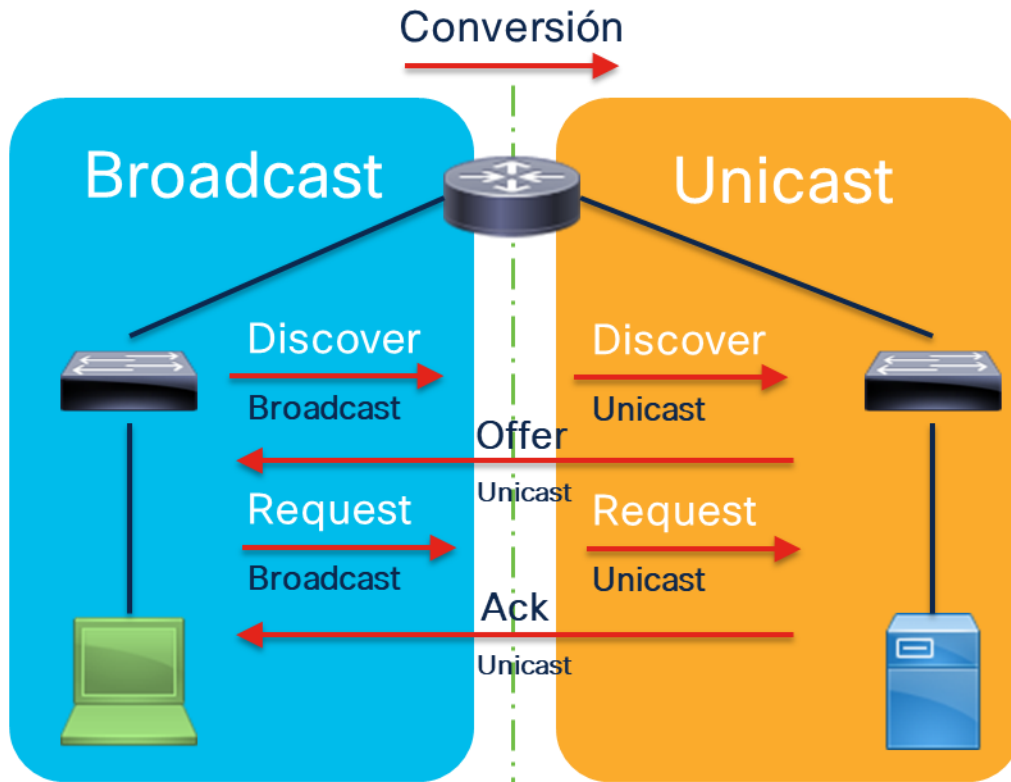 Conversión
Broadcast
Unicast
Discover
Broadcast
Discover
Unicast
Offer
Unicast
Request
Broadcast
Request
Unicast
Ack
Unicast